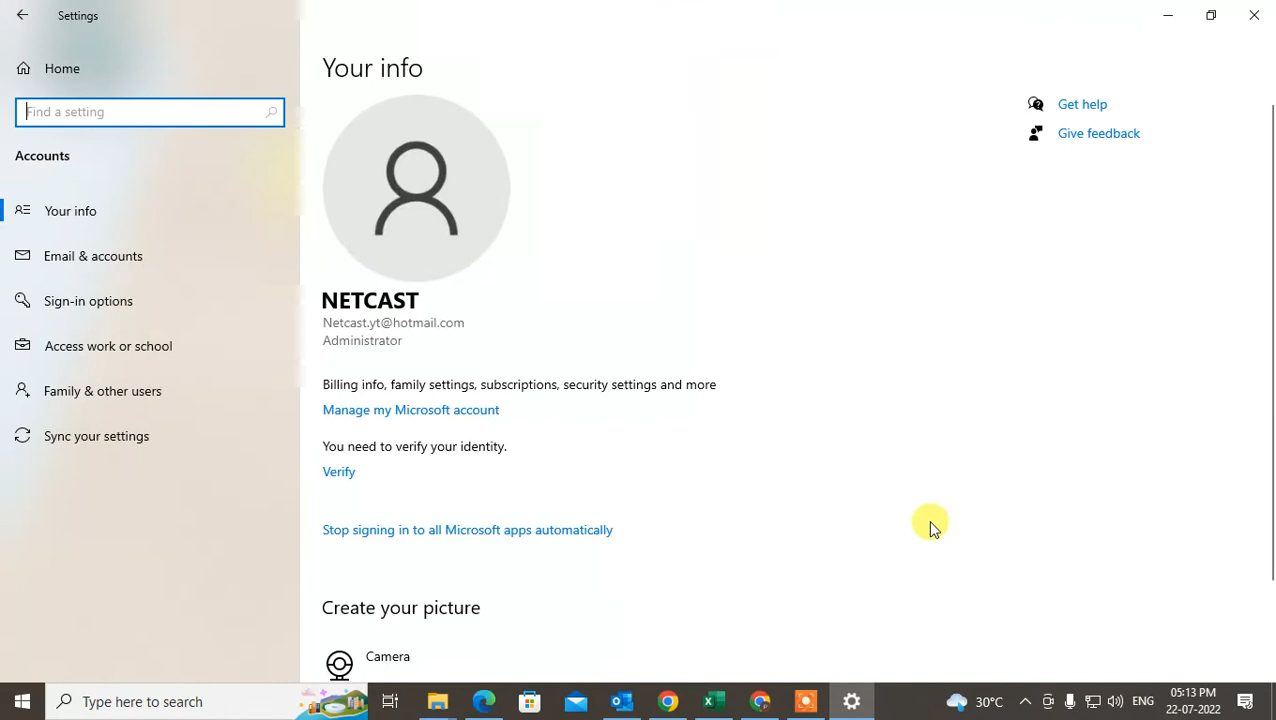 Settings
Home
Find a setting
Accounts
Your info
Email & accounts
Sign-in options
Access work or school
Family & other users
Sync your settings
Your info
NETCAST
Netcast.yt@hotmail.com
Administrator
Billing info, family settings, subscriptions, security settings and more
Manage my Microsoft account
You need to verify your identity.
Verify
Stop signing in to all Microsoft apps automatically
Create your picture
Camera
Get help
Give feedback
Type here to search
30°C
ENG
05:13 PM
22-07-2022